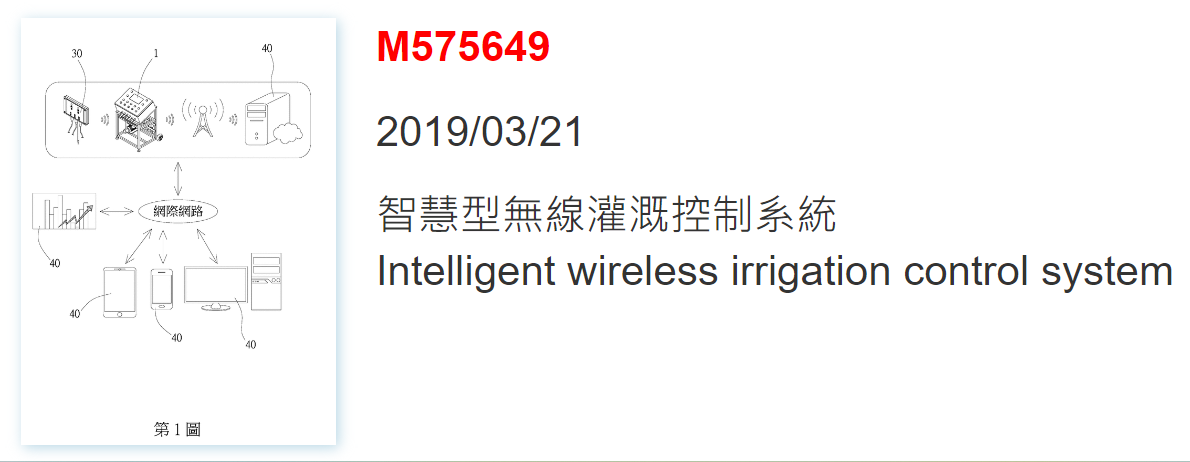 30
1
40
網際網路
40
40
40
40
第 1 圖
M575649
2019/03/21
智慧型無線灌溉控制系統
Intelligent wireless irrigation control system